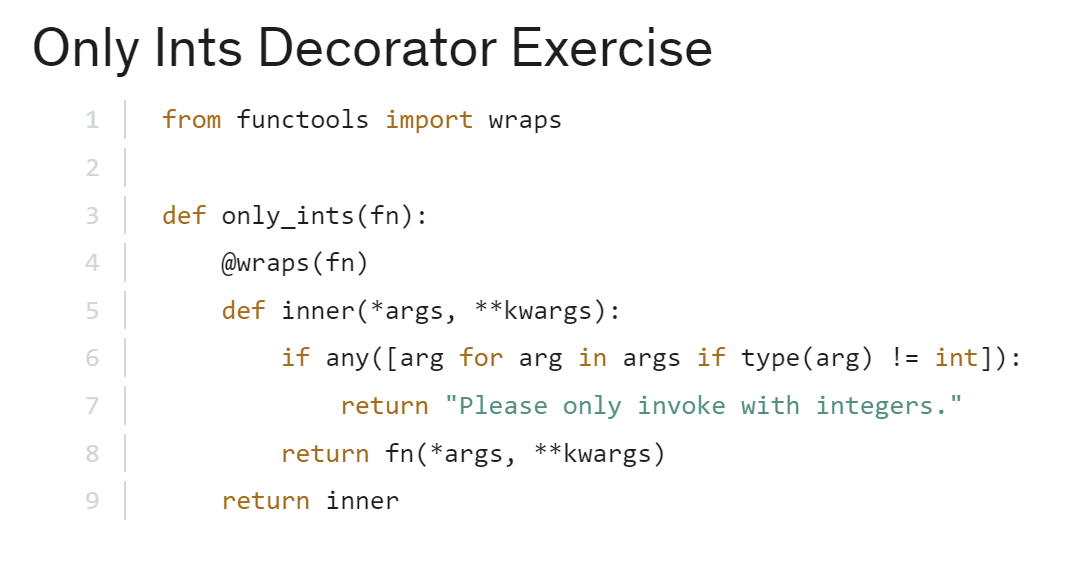 Only Ints Decorator Exercise
1 from functools import wraps
2
3 def only_ints(fn):
4     @wraps(fn)
5     def inner(*args, **kwargs):
6         if any([arg for arg in args if type(arg) != int]):
7             return "Please only invoke with integers."
8         return fn(*args, **kwargs)
9     return inner